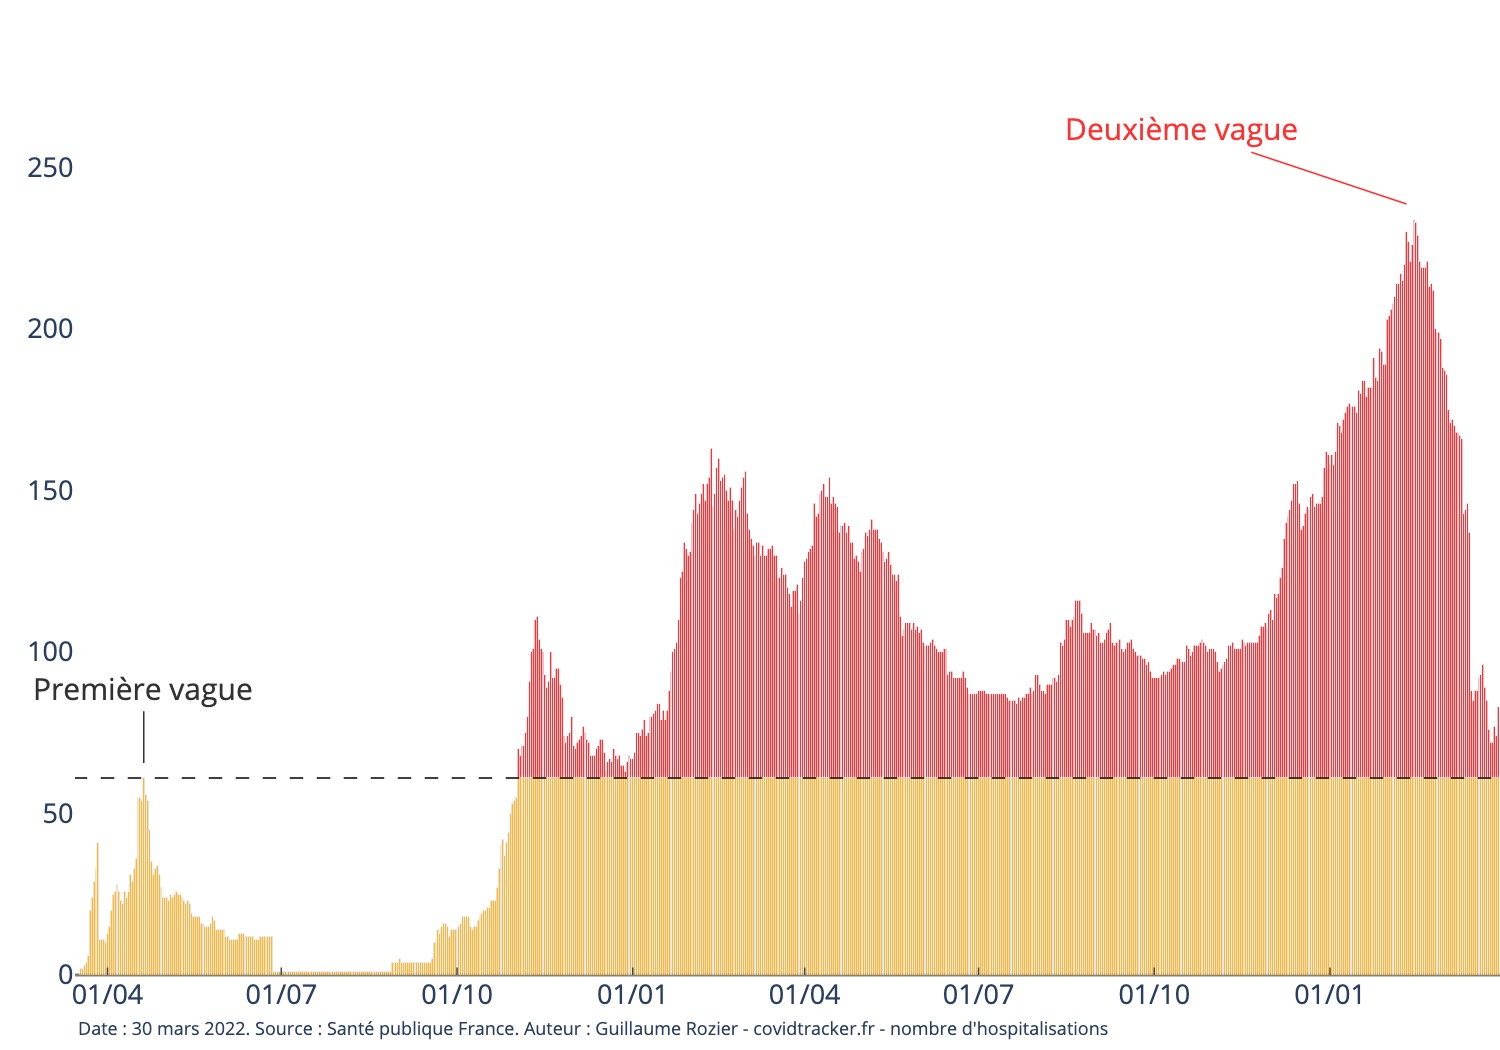 Deuxième vague
250
200
150
100
Première vague
50
0
01/04 01/07 01/10 01/01 01/04 01/07 01/10 01/01
Date : 30 mars 2022. Source : Santé publique France. Auteur : Guillaume Rozier - covidtracker.fr - nombre d'hospitalisations